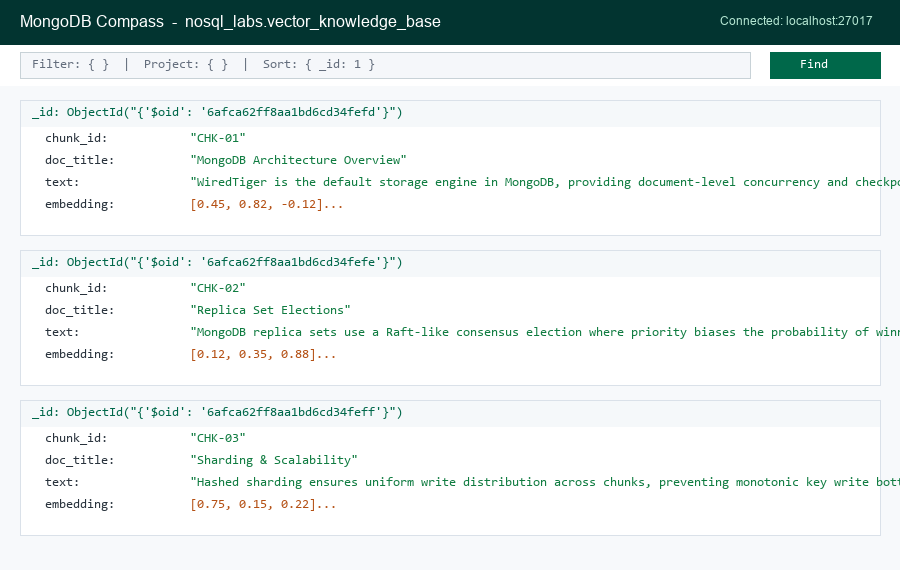 MongoDB Compass - nosql_labs.vector_knowledge_base
Connected: localhost:27017
Filter: { } | Project: { } | Sort: { _id: 1 }
Find
_id: ObjectId("{'$oid': '6afca62ff8aa1bd6cd34fefd'}")
chunk_id: "CHK-01"
doc_title: "MongoDB Architecture Overview"
text: "WiredTiger is the default storage engine in MongoDB, providing document-level concurrency and
embedding: [0.45, 0.82, -0.12]...
_id: ObjectId("{'$oid': '6afca62ff8aa1bd6cd34fefe'}")
chunk_id: "CHK-02"
doc_title: "Replica Set Elections"
text: "MongoDB replica sets use a Raft-like consensus election where priority biases the probability of
embedding: [0.12, 0.35, 0.88]...
_id: ObjectId("{'$oid': '6afca62ff8aa1bd6cd34feff'}")
chunk_id: "CHK-03"
doc_title: "Sharding & Scalability"
text: "Hashed sharding ensures uniform write distribution across chunks, preventing monotonic key write
embedding: [0.75, 0.15, 0.22]...